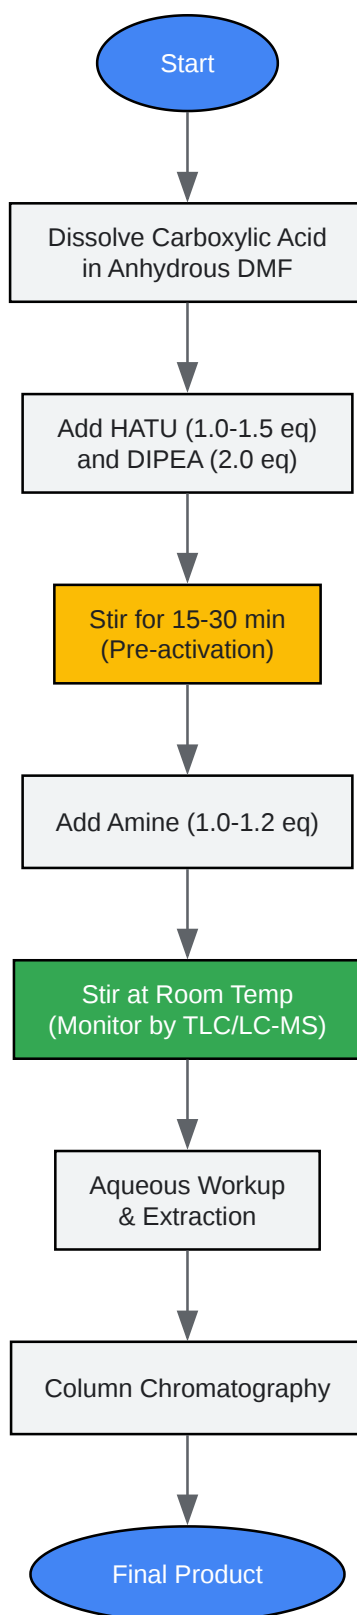 Start
Dissolve Carboxylic Acid
in Anhydrous DMF
Add HATU (1.0-1.5 eq)
and DIPEA (2.0 eq)
Stir for 15-30 min
(Pre-activation)
Add Amine (1.0-1.2 eq)
Stir at Room Temp
(Monitor by TLC/LC-MS)
Aqueous Workup
& Extraction
Column Chromatography
Final Product